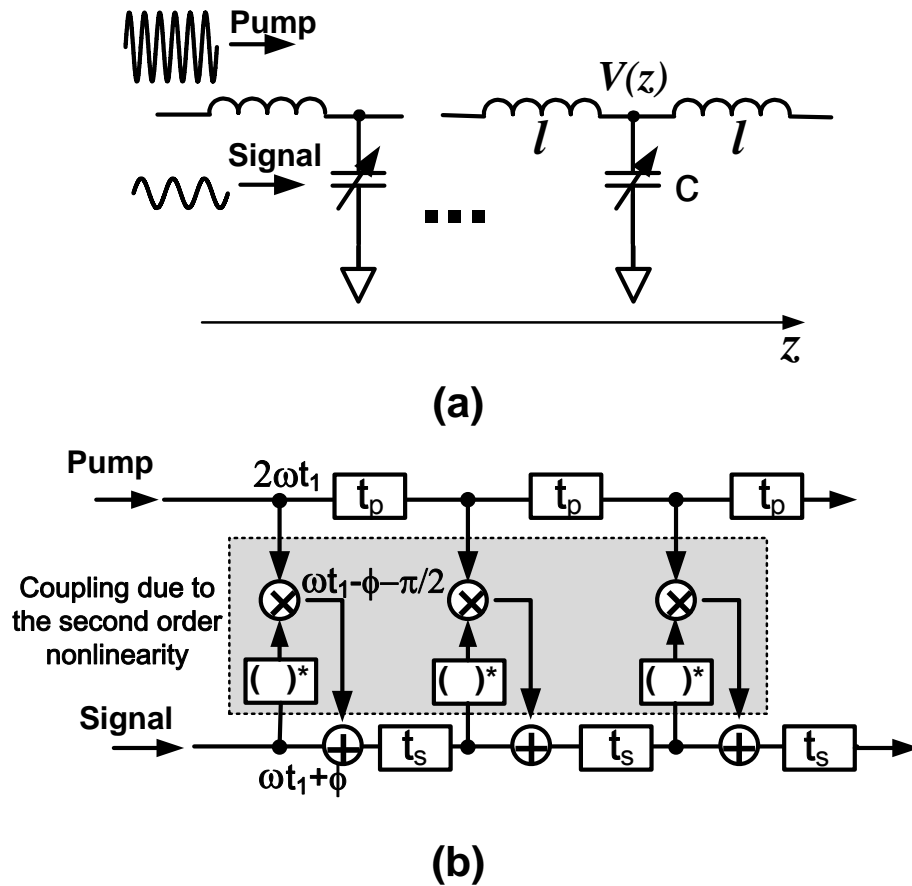 Pump
V(z)
l
l
Signal
C
z
(a)
Pump
2ωt1
tp
tp
tp
Coupling due to
the second order
nonlinearity
ωt1-ϕ-π/2
( )*
( )*
( )*
Signal
ts
ts
ts
ωt1+ϕ
(b)